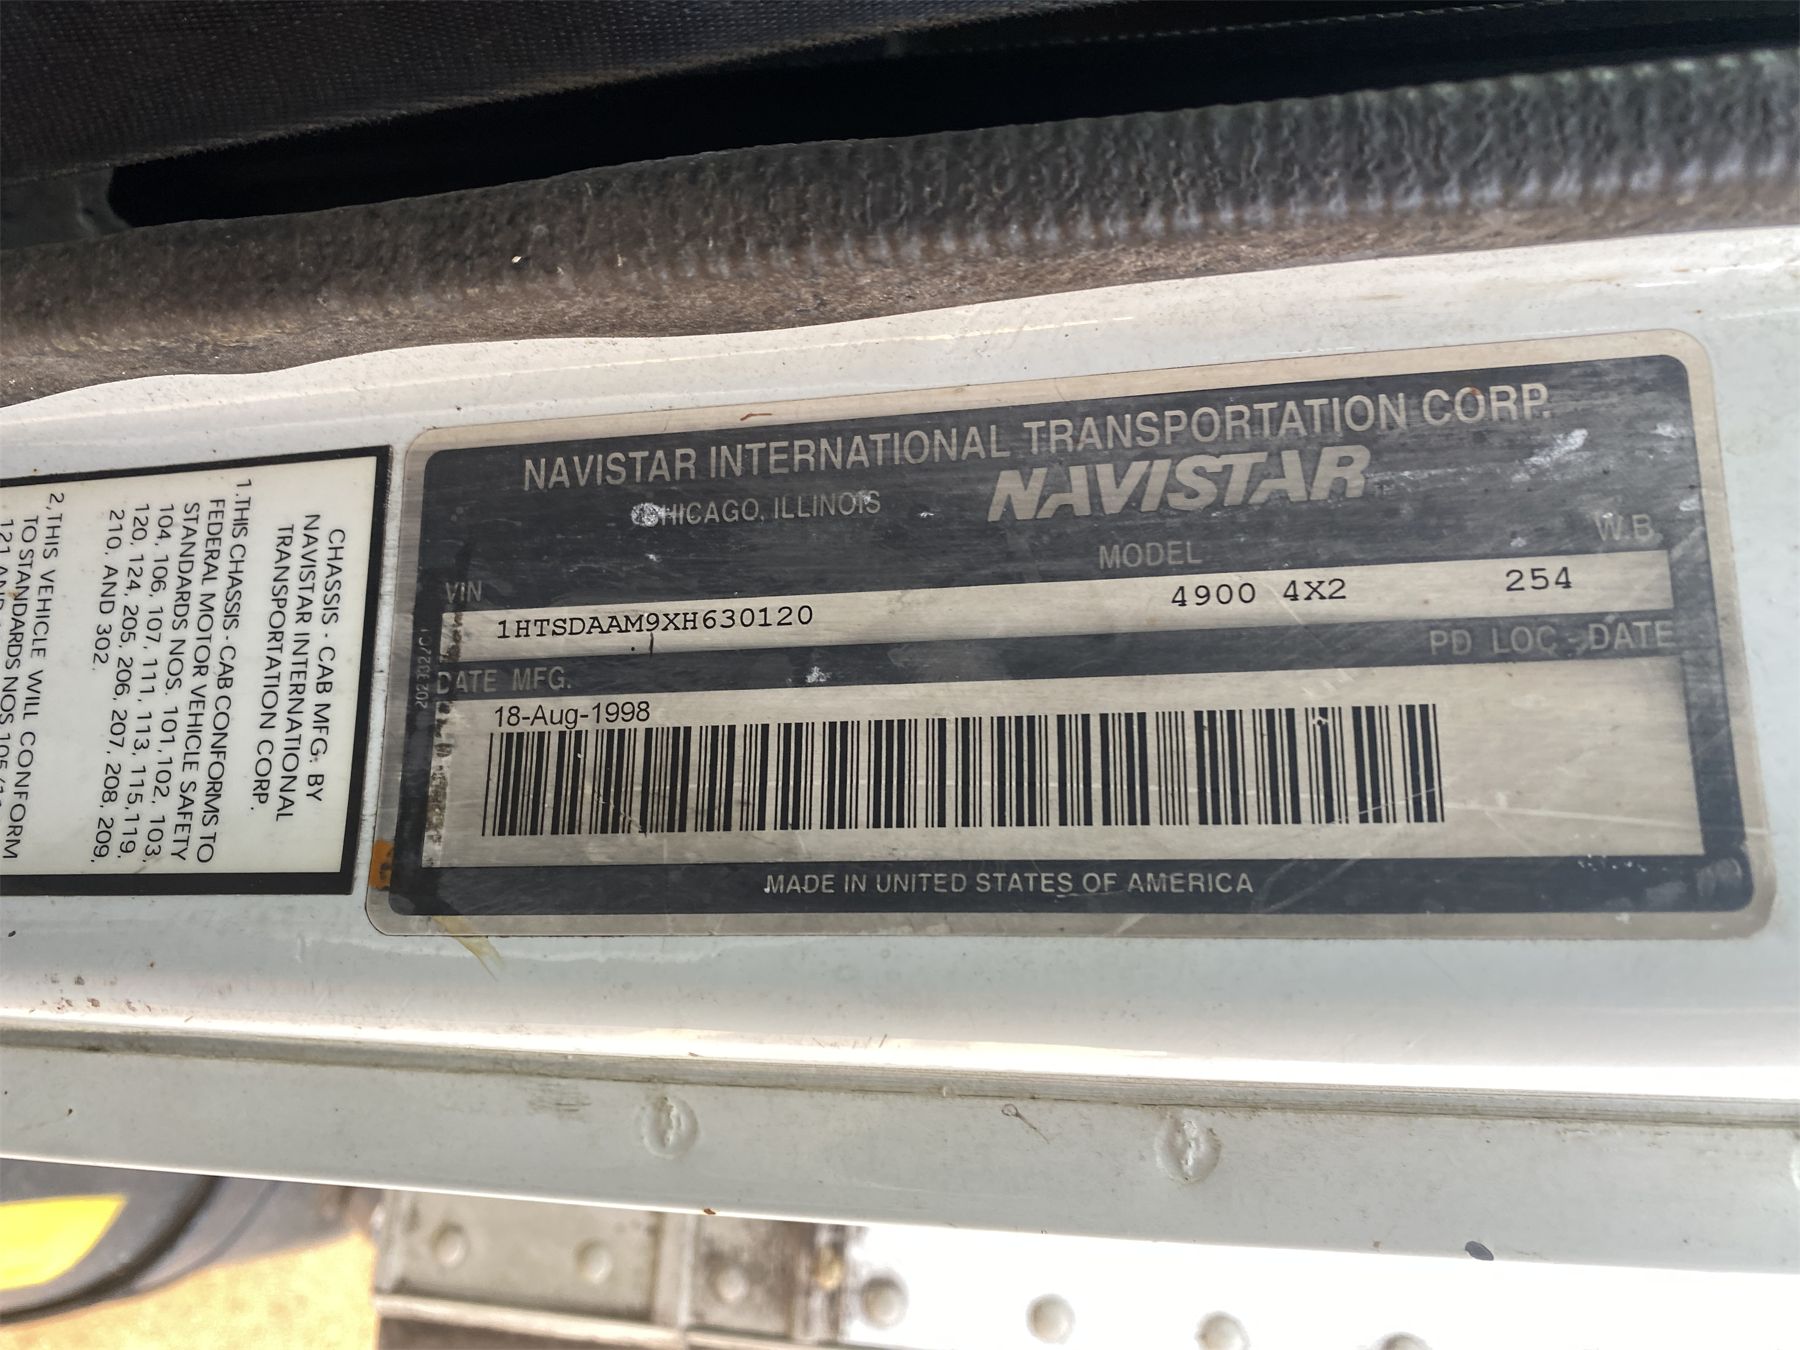 NAVISTAR INTERNATIONAL TRANSPORTATION CORP.
CHICAGO, ILLINOIS NAVISTAR
VIN MODEL W.B.
1HTSDAAM9XH630120 4900 4X2 254
DATE MFG. PD LOC - DATE
18-Aug-1998
MADE IN UNITED STATES OF AMERICA
CHASSIS - CAB MFG. BY
NAVISTAR INTERNATIONAL
TRANSPORTATION CORP.
1.THIS CHASSIS-CAB CONFORMS TO
FEDERAL MOTOR VEHICLE SAFETY
STANDARDS NOS. 101, 102, 103,
104, 106, 107, 111, 113, 115, 119,
120, 124, 205, 206, 207, 208, 209,
210, AND 302.
2,THIS VEHICLE WILL CONFORM
TO STANDARDS NOS 105/
121 AND